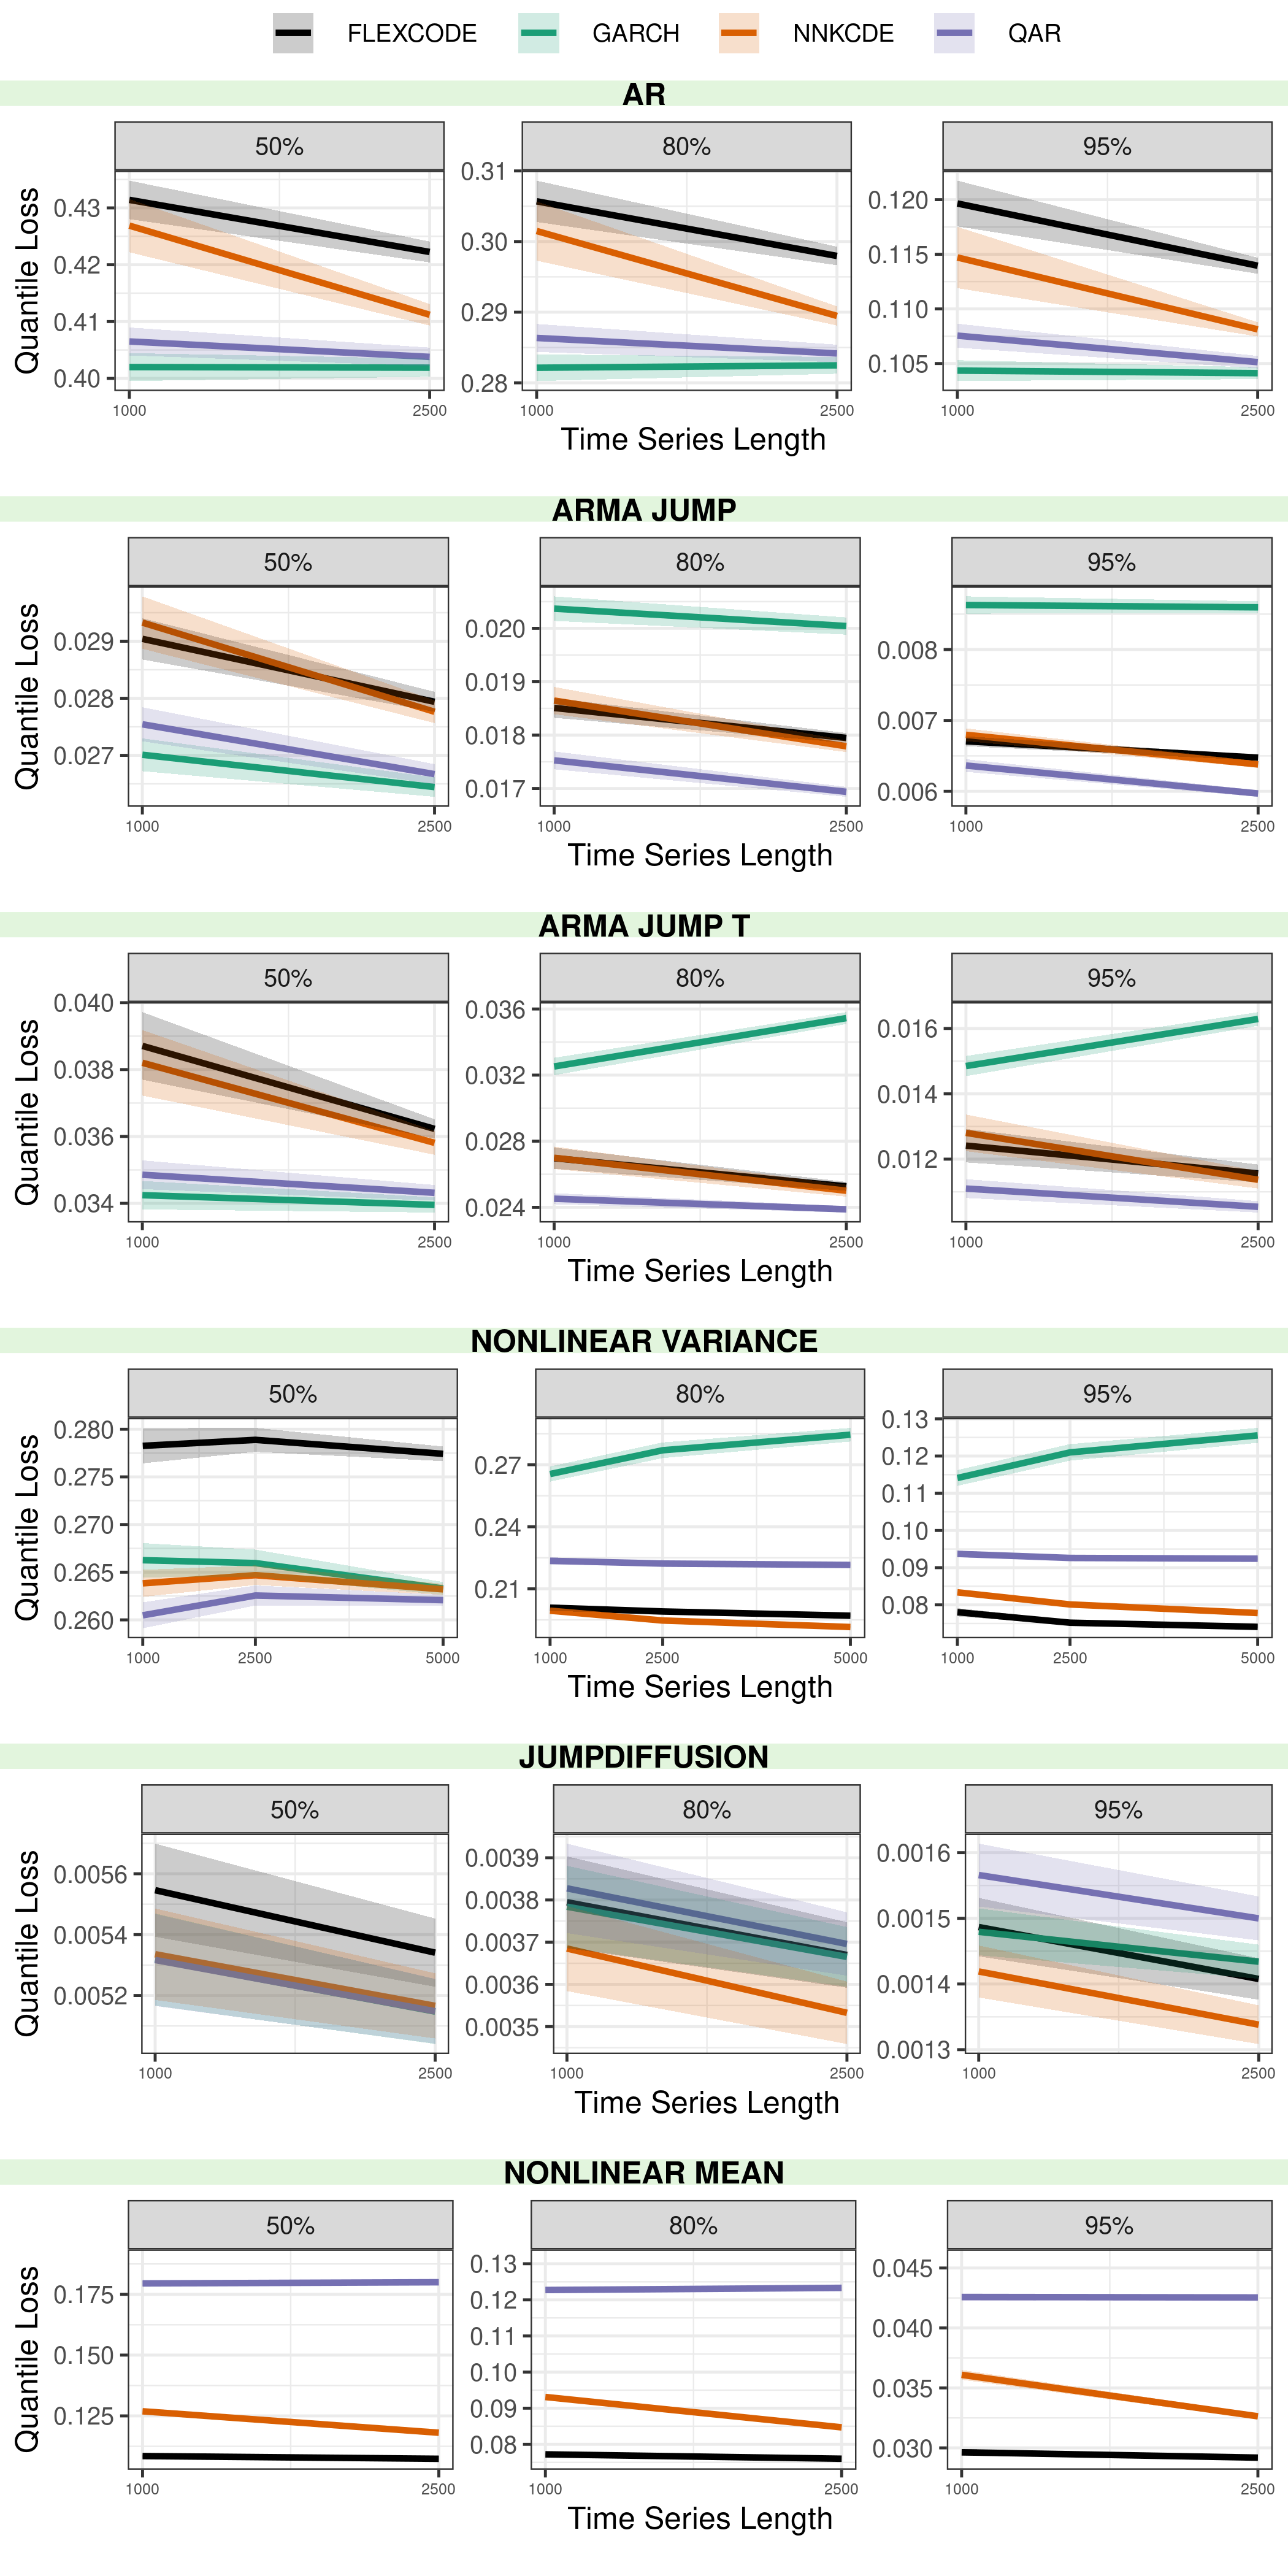 FLEXCODE GARCH NNKCDE QAR
AR
50% 80% 95%
Quantile Loss
0.43
0.42
0.41
0.40
0.31
0.30
0.29
0.28
0.120
0.115
0.110
0.105
1000 2500 1000 2500 1000 2500
Time Series Length
ARMA JUMP
50% 80% 95%
Quantile Loss
0.029
0.028
0.027
0.020
0.019
0.018
0.017
0.008
0.007
0.006
1000 2500 1000 2500 1000 2500
Time Series Length
ARMA JUMP T
50% 80% 95%
Quantile Loss
0.040
0.038
0.036
0.034
0.036
0.032
0.028
0.024
0.016
0.014
0.012
1000 2500 1000 2500 1000 2500
Time Series Length
NONLINEAR VARIANCE
50% 80% 95%
Quantile Loss
0.280
0.275
0.270
0.265
0.260
0.27
0.24
0.21
0.13
0.12
0.11
0.10
0.09
0.08
1000 2500 5000 1000 2500 5000 1000 2500 5000
Time Series Length
JUMPDIFFUSION
50% 80% 95%
Quantile Loss
0.0056
0.0054
0.0052
0.0039
0.0038
0.0037
0.0036
0.0035
0.0016
0.0015
0.0014
0.0013
1000 2500 1000 2500 1000 2500
Time Series Length
NONLINEAR MEAN
50% 80% 95%
Quantile Loss
0.175
0.150
0.125
0.13
0.12
0.11
0.10
0.09
0.08
0.045
0.040
0.035
0.030
1000 2500 1000 2500 1000 2500
Time Series Length